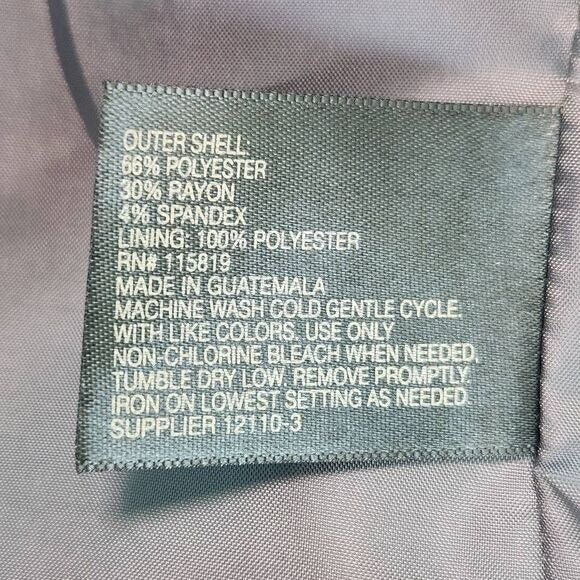 OUTER SHELL
66% POLYESTER
30% RAYON
4% SPANDEX
LINING: 100% POLYESTER
RN# 115819
MADE IN GUATEMALA
MACHINE WASH COLD GENTLE CYCLE.
WITH LIKE COLORS. USE ONLY
NON-CHLORINE BLEACH WHEN NEEDED.
TUMBLE DRY LOW. REMOVE PROMPTLY.
IRON ON LOWEST SETTING AS NEEDED.
SUPPLIER 12110-3